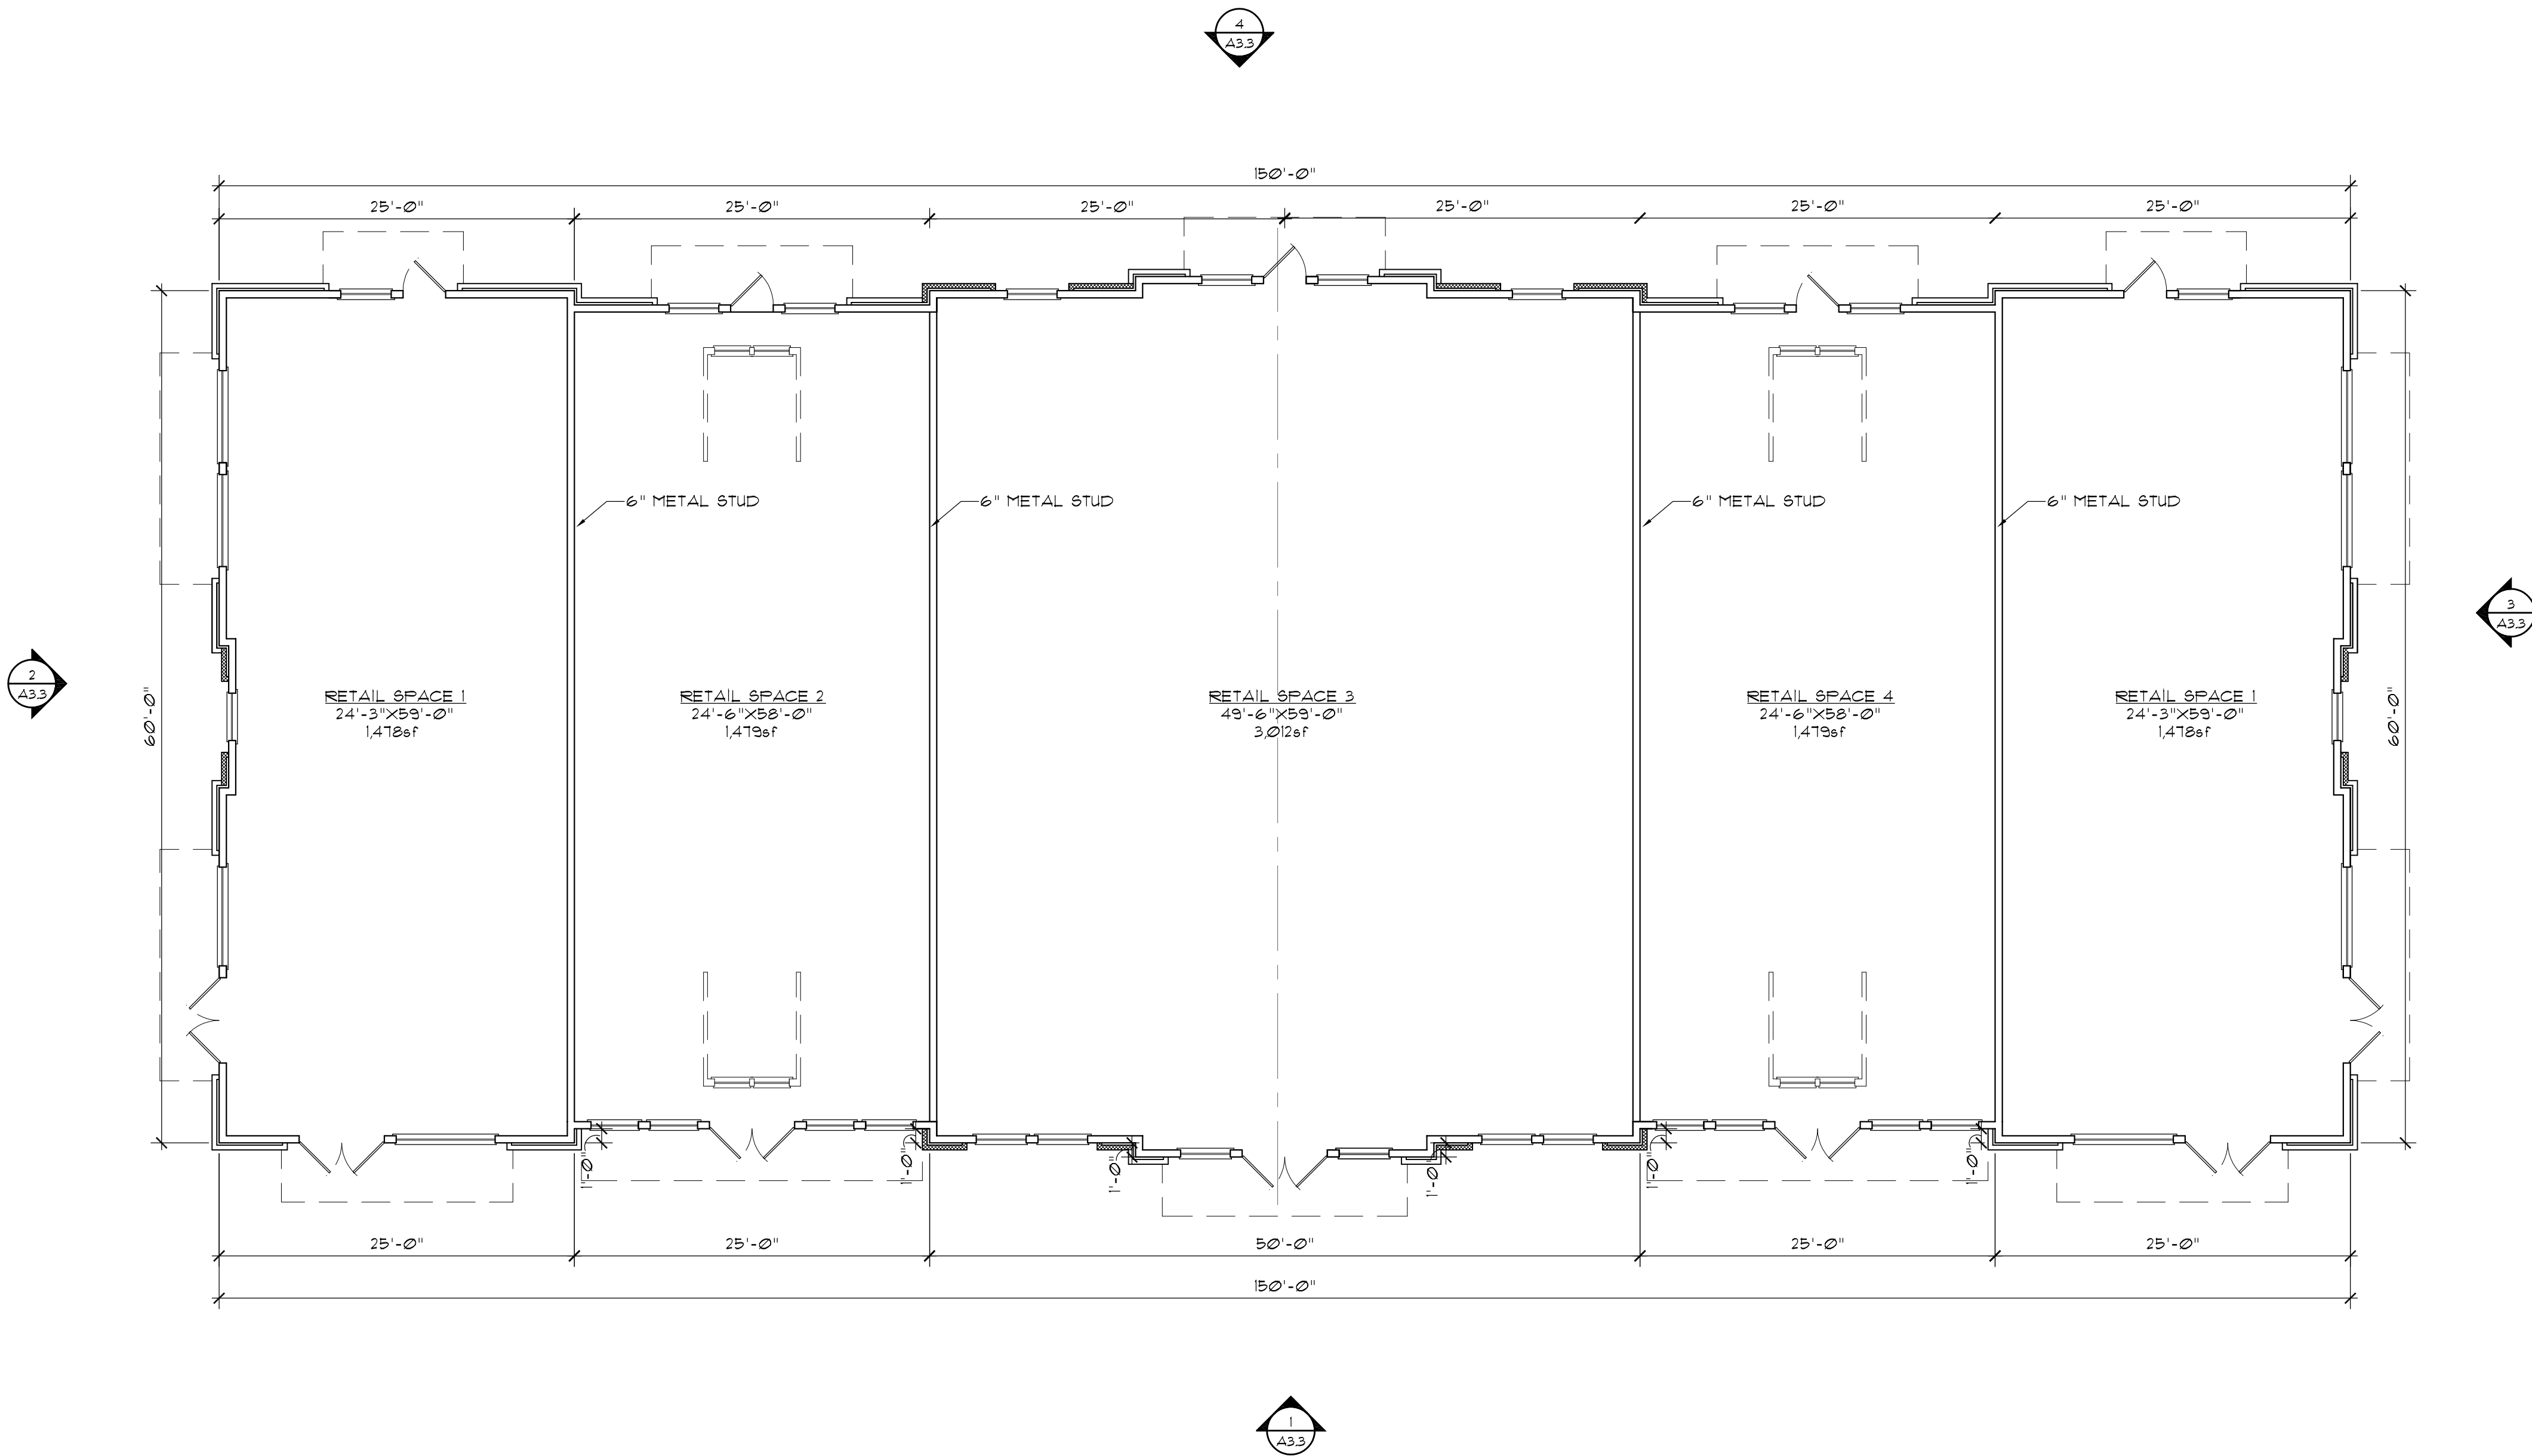 4
A3.3
150'-0"
25'-0"
25'-0"
25'-0"
25'-0"
25'-0"
25'-0"
6" METAL STUD
6" METAL STUD
6" METAL STUD
6" METAL STUD
2
A3.3
3
A3.3
60'-0"
60'-0"
RETAIL SPACE 1
24'-3"X59'-0"
1,478sf
RETAIL SPACE 2
24'-6"X58'-0"
1,479sf
RETAIL SPACE 3
49'-6"X59'-0"
3,012sf
RETAIL SPACE 4
24'-6"X58'-0"
1,479sf
RETAIL SPACE 1
24'-3"X59'-0"
1,478sf
1'-0"
1'-0"
1'-0"
1'-0"
1'-0"
1'-0"
25'-0"
25'-0"
50'-0"
25'-0"
25'-0"
150'-0"
1
A3.3